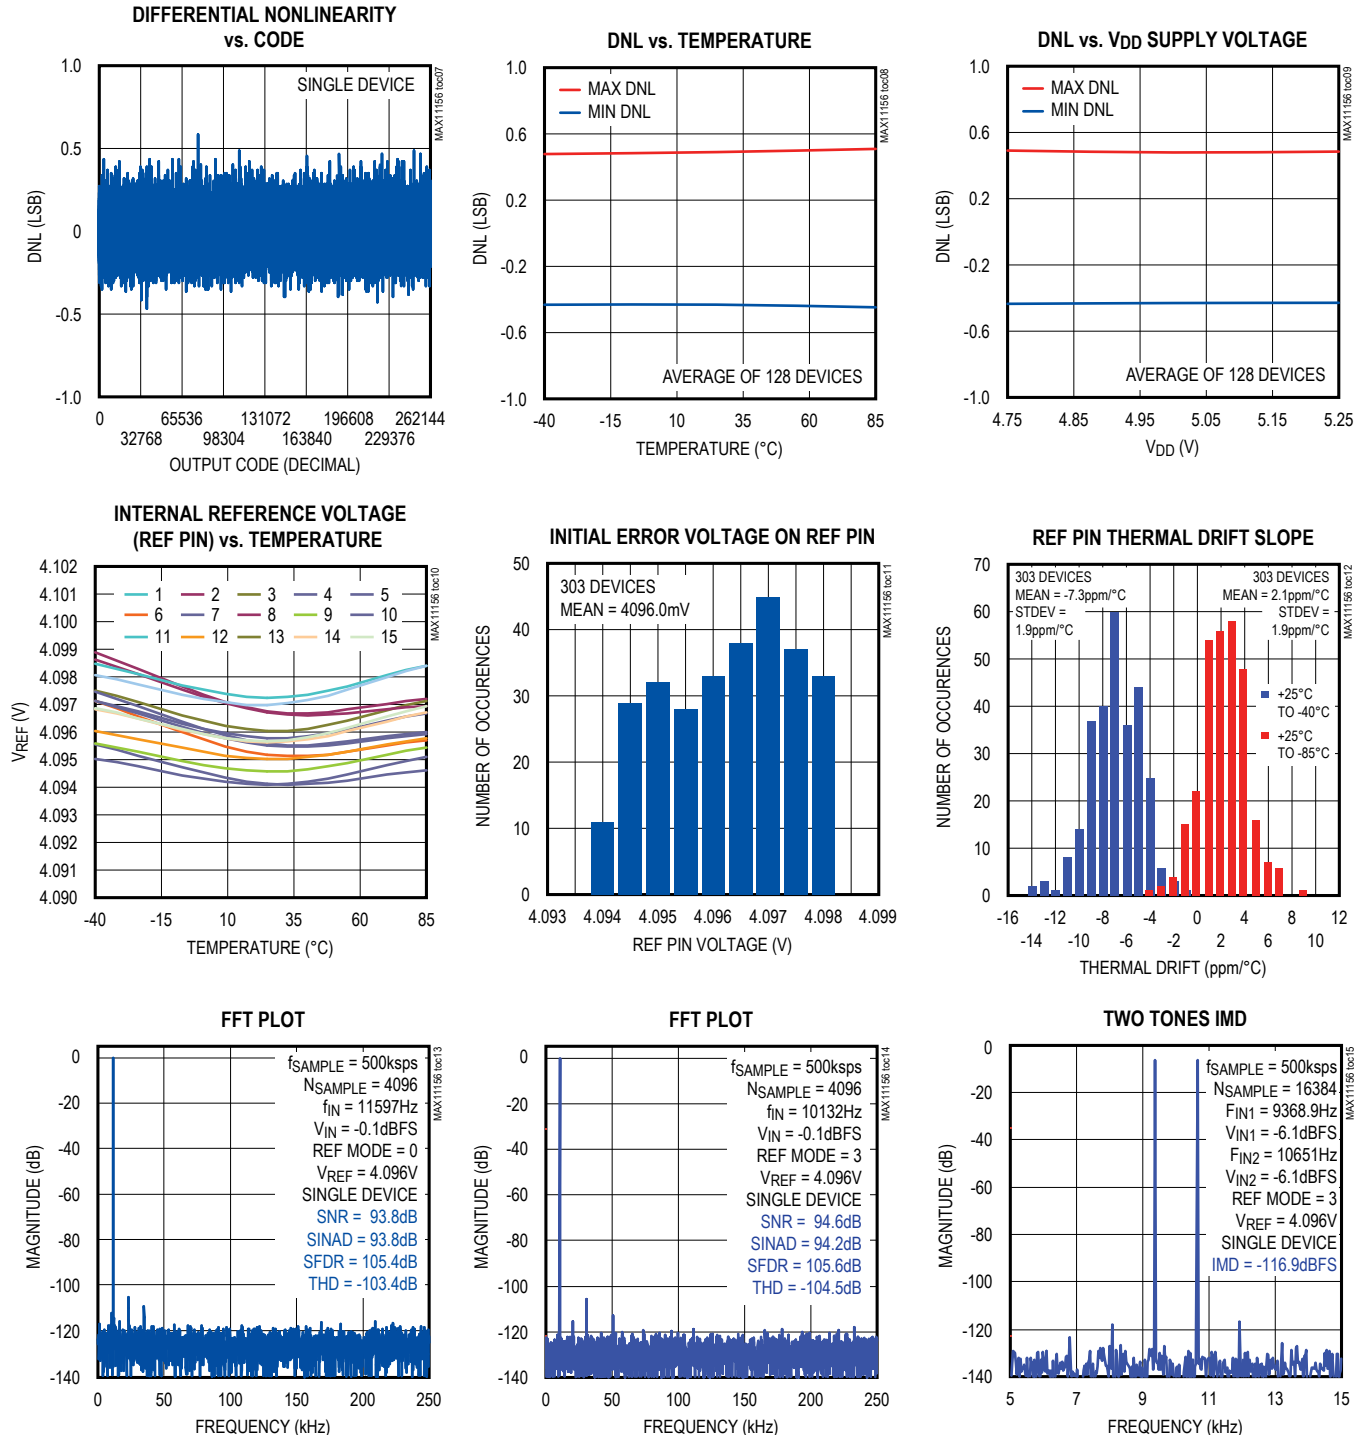 DIFFERENTIAL NONLINEARITY
vs. CODE
1.0
0.5
0
-0.5
-1.0
DNL (LSB)
SINGLE DEVICE
MAX11156 toc07
0
65536
131072
196608
262144
32768
98304
163840
229376
OUTPUT CODE (DECIMAL)
DNL vs. TEMPERATURE
1.0
0.6
0.2
-0.2
-0.6
-1.0
DNL (LSB)
MAX DNL
MIN DNL
AVERAGE OF 128 DEVICES
MAX11156 toc08
-40
-15
10
35
60
85
TEMPERATURE (°C)
DNL vs. VDD SUPPLY VOLTAGE
1.0
0.6
0.2
-0.2
-0.6
-1.0
DNL (LSB)
MAX DNL
MIN DNL
AVERAGE OF 128 DEVICES
MAX11156 toc09
4.75
4.85
4.95
5.05
5.15
5.25
VDD (V)
INTERNAL REFERENCE VOLTAGE
(REF PIN) vs. TEMPERATURE
4.102
4.101
4.100
4.099
4.098
4.097
4.096
4.095
4.094
4.093
4.092
4.091
4.090
VREF (V)
1 2 3 4 5
6 7 8 9 10
11 12 13 14 15
MAX11156 toc10
-40
-15
10
35
60
85
TEMPERATURE (°C)
INITIAL ERROR VOLTAGE ON REF PIN
50
40
30
20
10
0
NUMBER OF OCCURENCES
303 DEVICES
MEAN = 4096.0mV
MAX11156 toc11
4.093
4.094
4.095
4.096
4.097
4.098
4.099
REF PIN VOLTAGE (V)
REF PIN THERMAL DRIFT SLOPE
70
60
50
40
30
20
10
0
NUMBER OF OCCURENCES
303 DEVICES
MEAN = -7.3ppm/°C
STDEV =
1.9ppm/°C
303 DEVICES
MEAN = 2.1ppm/°C
STDEV =
1.9ppm/°C
+25°C
TO -40°C
+25°C
TO -85°C
MAX11156 toc12
-16
-12
-8
-4
0
4
8
12
-14
-10
-6
-2
2
6
10
THERMAL DRIFT (ppm/°C)
FFT PLOT
0
-20
-40
-60
-80
-100
-120
-140
MAGNITUDE (dB)
fSAMPLE = 500ksps
NSAMPLE = 4096
fIN = 11597Hz
VIN = -0.1dBFS
REF MODE = 0
VREF = 4.096V
SINGLE DEVICE
SNR = 93.8dB
SINAD = 93.8dB
SFDR = 105.4dB
THD = -103.4dB
MAX11156 toc13
0
50
100
150
200
250
FREQUENCY (kHz)
FFT PLOT
0
-20
-40
-60
-80
-100
-120
-140
MAGNITUDE (dB)
fSAMPLE = 500ksps
NSAMPLE = 4096
fIN = 10132Hz
VIN = -0.1dBFS
REF MODE = 3
VREF = 4.096V
SINGLE DEVICE
SNR = 94.6dB
SINAD = 94.2dB
SFDR = 105.6dB
THD = -104.5dB
MAX11156 toc14
0
50
100
150
200
250
FREQUENCY (kHz)
TWO TONES IMD
0
-20
-40
-60
-80
-100
-120
-140
MAGNITUDE (dB)
fSAMPLE = 500ksps
NSAMPLE = 16384
FIN1 = 9368.9Hz
VIN1 = -6.1dBFS
FIN2 = 10651Hz
VIN2 = -6.1dBFS
REF MODE = 3
VREF = 4.096V
SINGLE DEVICE
IMD = -116.9dBFS
MAX11156 toc15
5
7
9
11
13
15
FREQUENCY (kHz)